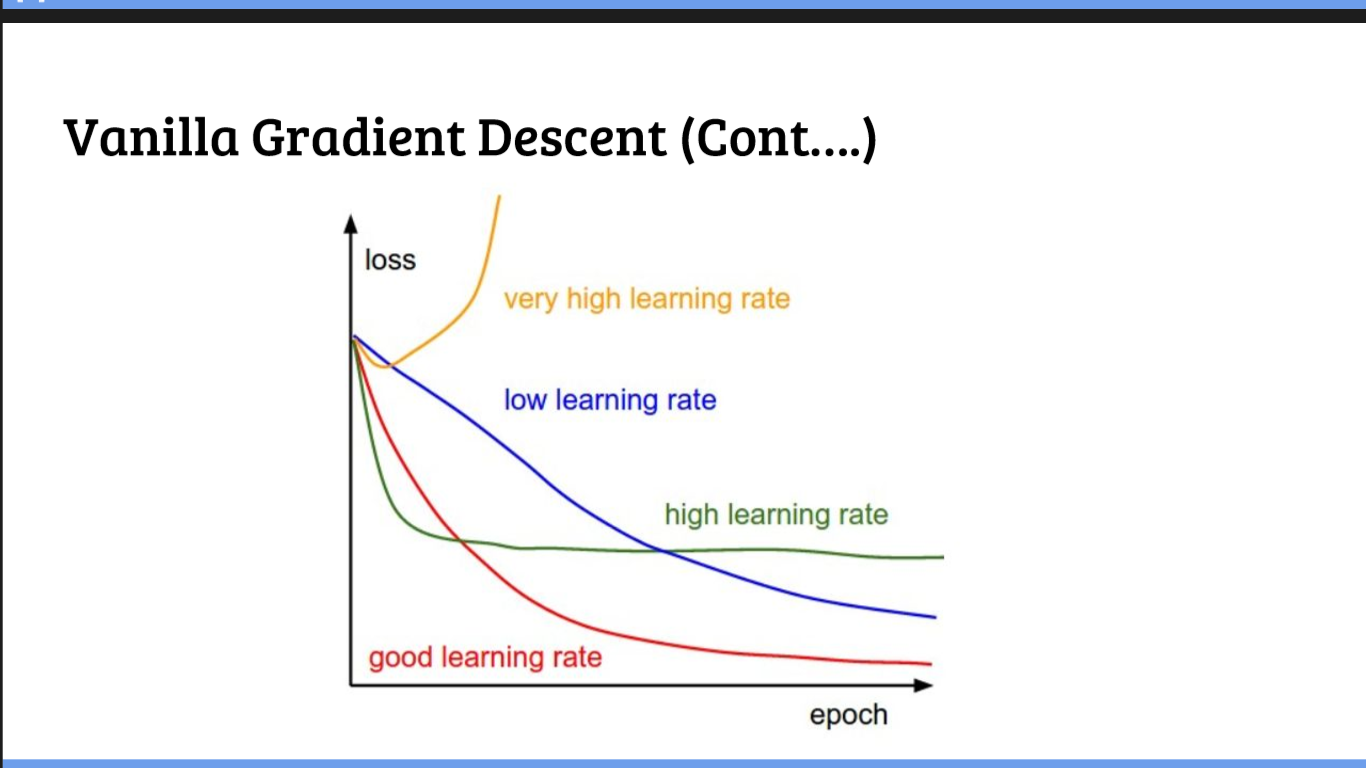 Vanilla Gradient Descent (Cont....)
loss
very high learning rate
low learning rate
high learning rate
good learning rate
epoch